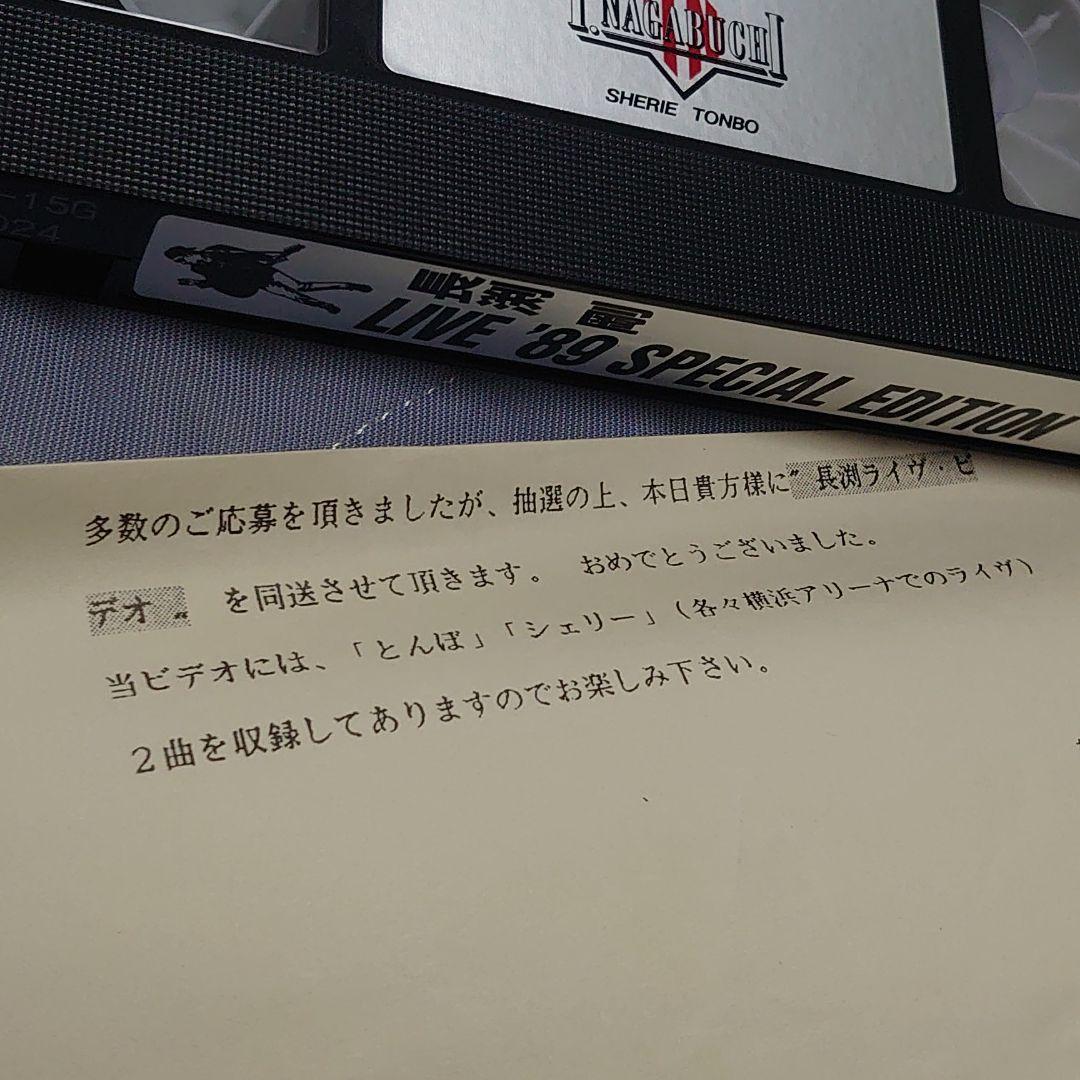 T.NAGABUCHI
SHERIE TONBO
-15G
024
長渕 剛
LIVE '89 SPECIAL EDITION
多数のご応募を頂きましたが、抽選の上、本日貴方様に〝長渕ライヴ・ビ
デオ〟 を同送させて頂きます。 おめでとうございました。
当ビデオには、「とんぼ」「シェリー」(各々横浜アリーナでのライヴ)
2曲を収録してありますのでお楽しみ下さい。